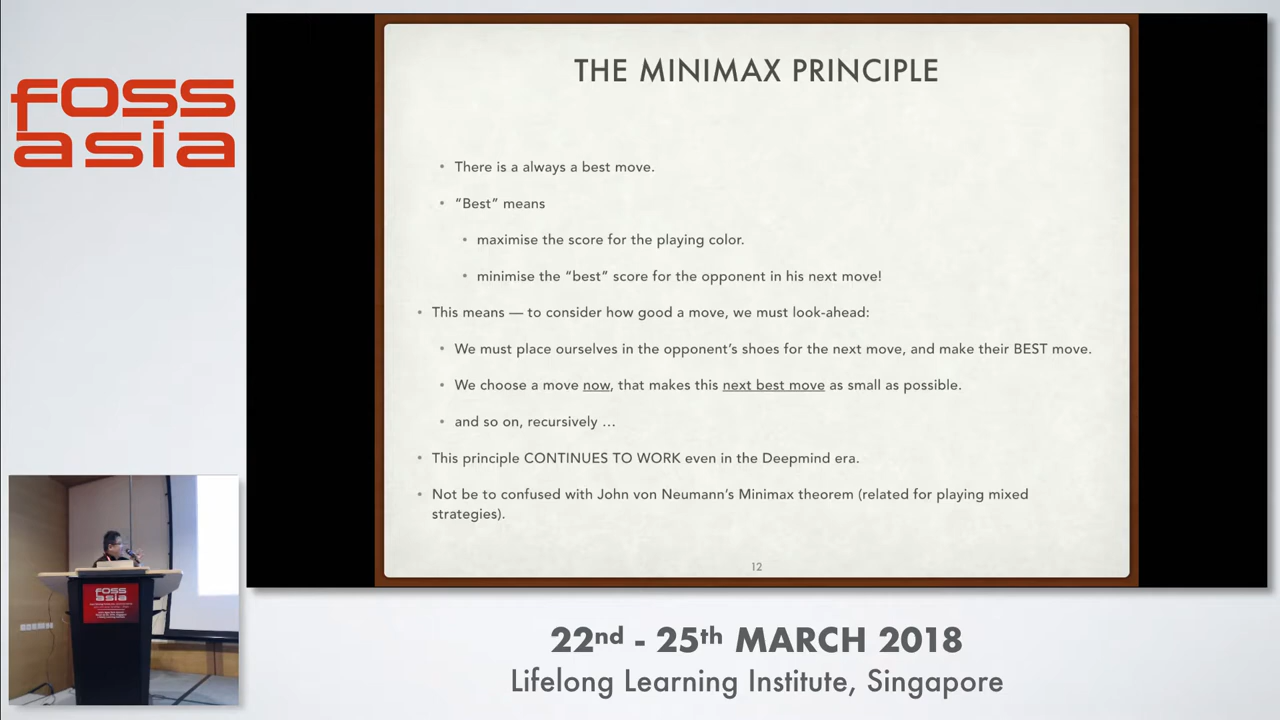 foss
asia
THE MINIMAX PRINCIPLE
• There is a always a best move.
• “Best” means
• maximise the score for the playing color.
• minimise the “best” score for the opponent in his next move!
• This means — to consider how good a move, we must look-ahead:
• We must place ourselves in the opponent’s shoes for the next move, and make their BEST move.
• We choose a move now, that makes this next best move as small as possible.
• and so on, recursively …
• This principle CONTINUES TO WORK even in the Deepmind era.
• Not be to confused with John von Neumann’s Minimax theorem (related for playing mixed
strategies).
12
foss
asia
22nd - 25th MARCH 2018
Lifelong Learning Institute, Singapore